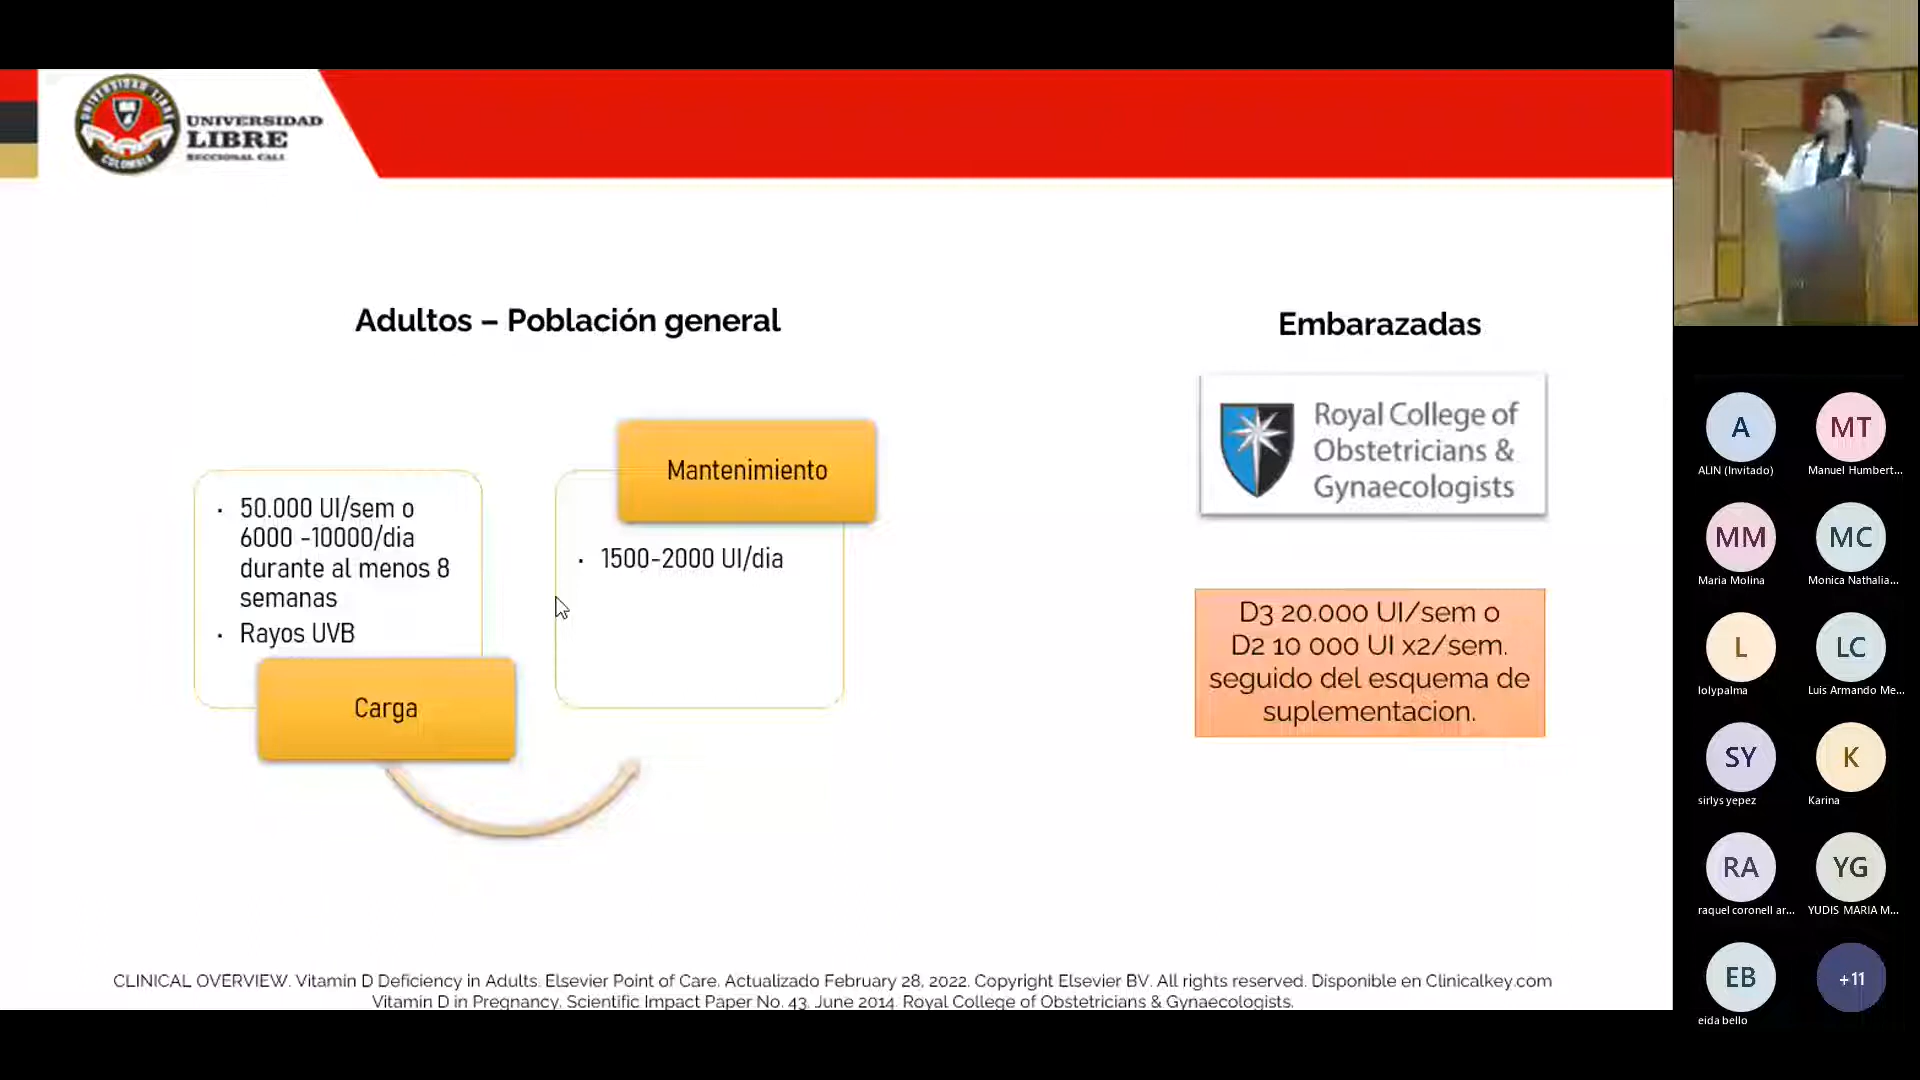 UNIVERSIDAD LIBRE
COLOMBIA
UNIVERSIDAD
LIBRE
SECCIONAL CALI
Adultos – Población general
• 50.000 UI/sem o
6000 -10000/dia
durante al menos 8
semanas
• Rayos UVB
Carga
Mantenimiento
• 1500-2000 UI/dia
Embarazadas
Royal College of
Obstetricians &
Gynaecologists
D3 20.000 UI/sem o
D2 10 000 UI x2/sem.
seguido del esquema de
suplementacion.
CLINICAL OVERVIEW. Vitamin D Deficiency in Adults. Elsevier Point of Care. Actualizado February 28, 2022. Copyright Elsevier BV. All rights reserved. Disponible en Clinicalkey.com
Vitamin D in Pregnancy. Scientific Impact Paper No. 43. June 2014. Royal College of Obstetricians & Gynaecologists.
A
ALIN (Invitado)
MT
Manuel Humbert...
MM
Maria Molina
MC
Monica Nathalia...
L
lolypalma
LC
Luis Armando Me...
SY
sirlys yepez
K
Karina
RA
raquel coronell ar...
YG
YUDIS MARIA M...
EB
eida bello
+11